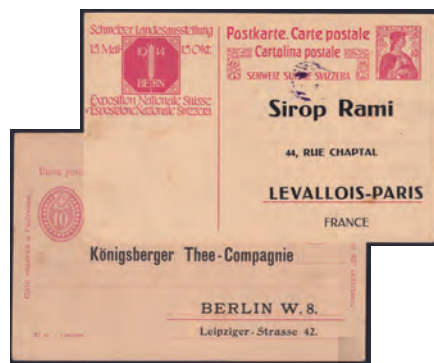 Schweizer Landesausstellung
15. Mai 1914 15. Okt.
BERN
Exposition Nationale Suisse
Esposizione Nazionale Svizzera
Postkarte. Carte postale
Cartolina postale
SCHWEIZ SUISSE SVIZZERA
10
Sirop Rami
44, RUE CHAPTAL
LEVALLOIS-PARIS
FRANCE
Union
10
Königsberger Thee-Compagnie
BERLIN W. 8.
Leipziger-Strasse 42.